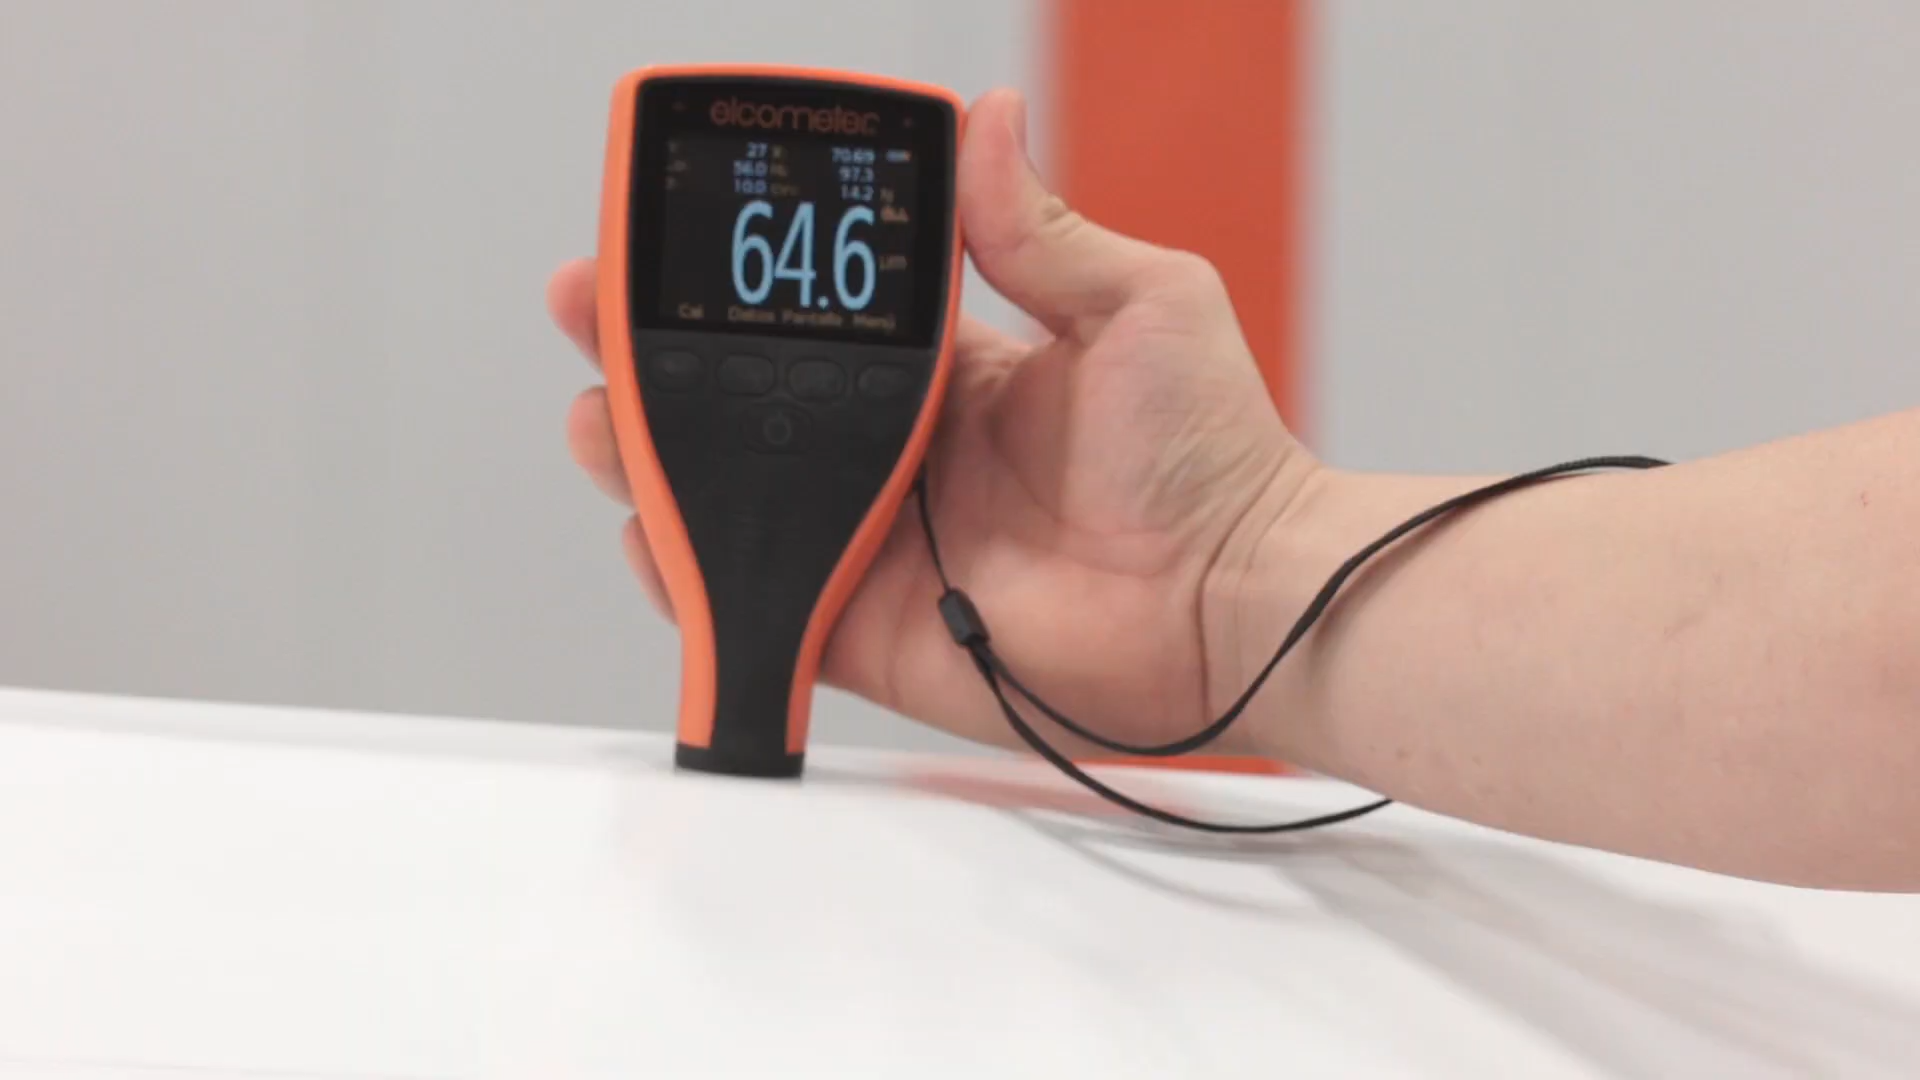 elcometer
27 70.69
56.0 97.3
10.0 14.2 N
64.6
µm
Cal Datos Pantalla Menú